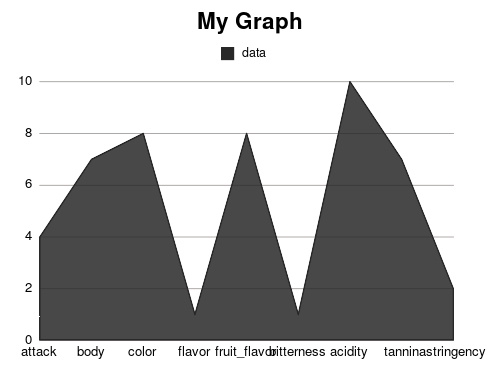 My Graph
data
10
8
6
4
2
0
attack body color flavor fruit_flavor bitterness acidity tannin astringency